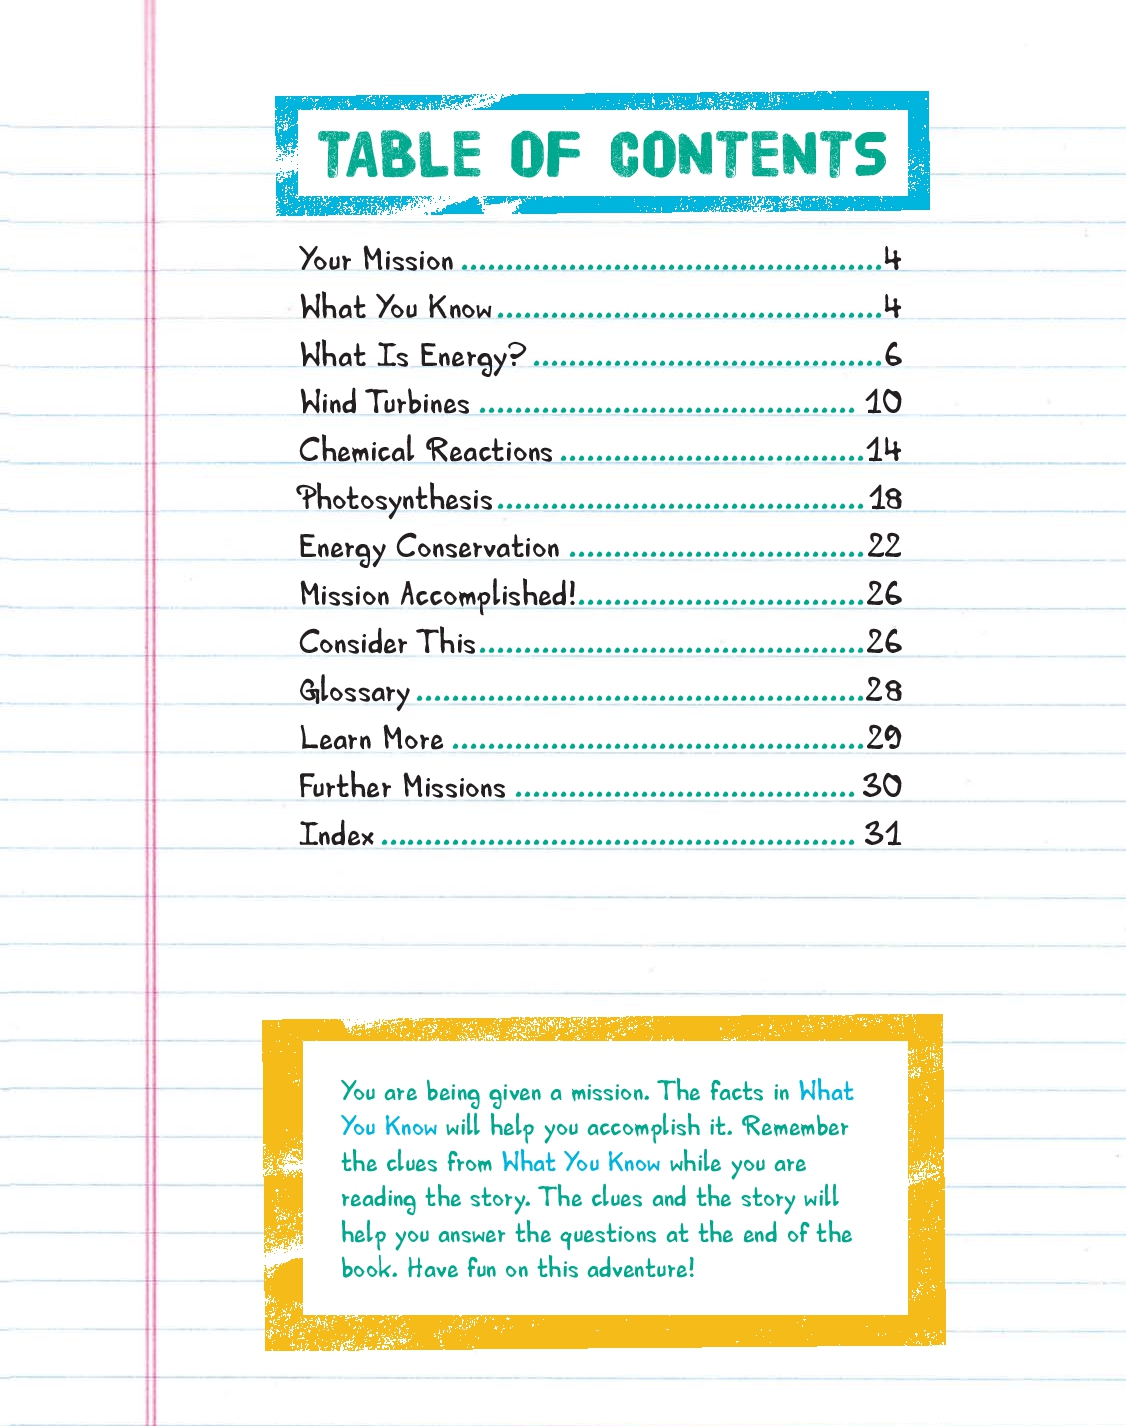 TABLE OF CONTENTS
Your Mission ................................................ 4
What You Know ............................................ 4
What Is Energy? ........................................ 6
Wind Turbines .......................................... 10
Chemical Reactions .................................. 14
Photosynthesis ......................................... 18
Energy Conservation ................................. 22
Mission Accomplished! ................................ 26
Consider This ........................................... 26
Glossary .................................................. 28
Learn More .............................................. 29
Further Missions ...................................... 30
Index ..................................................... 31
You are being given a mission. The facts in What
You Know will help you accomplish it. Remember
the clues from What You Know while you are
reading the story. The clues and the story will
help you answer the questions at the end of the
book. Have fun on this adventure!